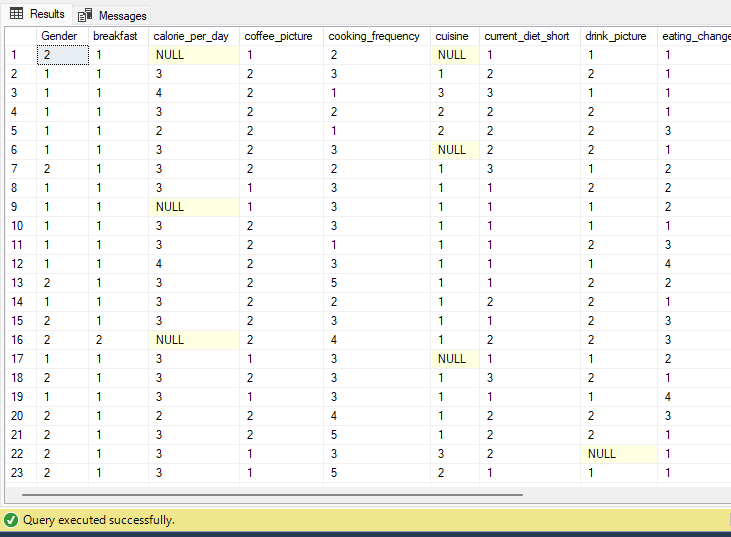 Results Messages
Gender breakfast calorie_per_day coffee_picture cooking_frequency cuisine current_diet_short drink_picture eating_change
1 2 1 NULL 1 2 NULL 1 1 1
2 1 1 3 2 3 1 2 2 1
3 1 1 4 2 1 3 3 1 1
4 1 1 3 2 2 2 2 2 1
5 1 1 2 2 1 2 2 2 3
6 1 1 3 2 3 NULL 2 2 1
7 2 1 3 2 2 1 3 1 2
8 1 1 3 1 3 1 1 2 2
9 1 1 NULL 1 3 1 1 1 2
10 1 1 3 2 3 1 1 1 1
11 1 1 3 2 1 1 1 2 3
12 1 1 4 2 3 1 1 1 4
13 2 1 3 2 5 1 1 2 2
14 1 1 3 2 2 1 2 2 1
15 2 1 3 2 3 1 1 2 3
16 2 2 NULL 2 4 1 2 2 3
17 1 1 3 1 3 NULL 1 1 2
18 2 1 3 2 3 1 3 2 1
19 1 1 3 1 3 1 1 1 4
20 2 1 2 2 4 1 2 2 3
21 2 1 3 2 5 1 2 2 1
22 2 1 3 1 3 3 2 NULL 1
23 2 1 3 1 5 2 1 1 1
Query executed successfully.